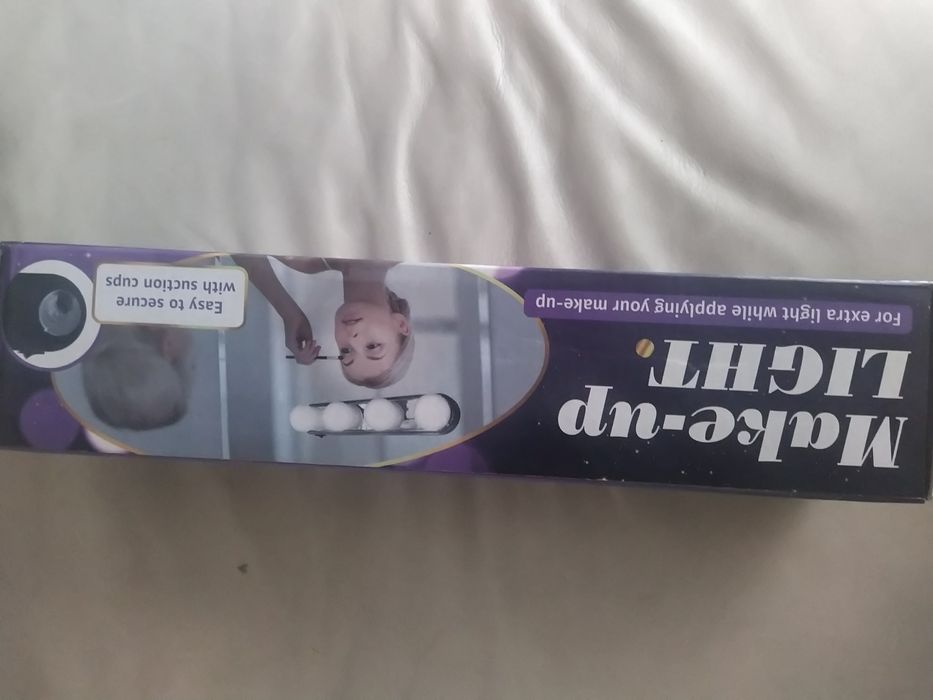 Make-up
LIGHT
For extra light while applying your make-up
Easy to secure
with suction cups